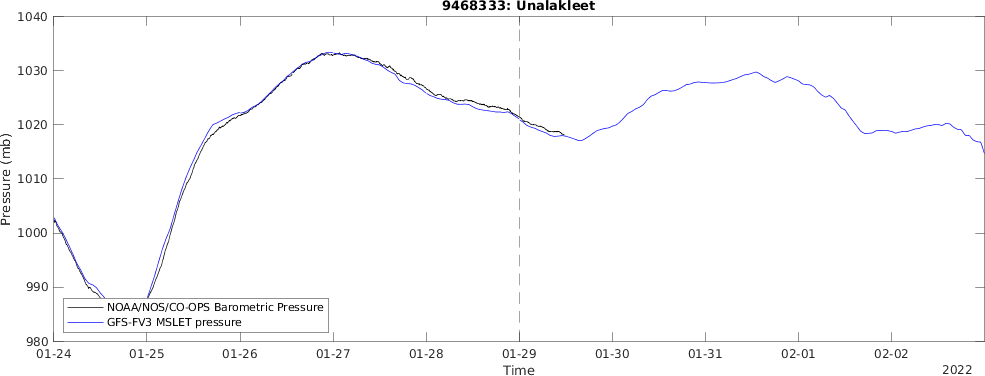 9468333: Unalakleet
1040
1030
1020
1010
1000
990
980
Pressure (mb)
NOAA/NOS/CO-OPS Barometric Pressure
GFS-FV3 MSLET pressure
01-24 01-25 01-26 01-27 01-28 01-29 01-30 01-31 02-01 02-02
Time
2022